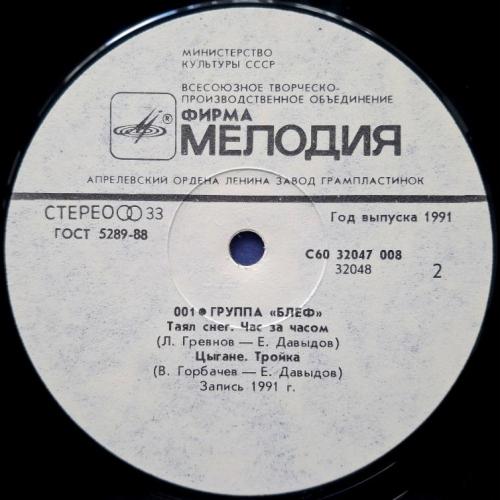 МИНИСТЕРСТВО
КУЛЬТУРЫ СССР
ВСЕСОЮЗНОЕ ТВОРЧЕСКО-
ПРОИЗВОДСТВЕННОЕ ОБЪЕДИНЕНИЕ
® ФИРМА
МЕЛОДИЯ
АПРЕЛЕВСКИЙ ОРДЕНА ЛЕНИНА ЗАВОД ГРАМПЛАСТИНОК
СТЕРЕО 33
Год выпуска 1991
ГОСТ 5289-88
С60 32047 008
32048
2
001 ● ГРУППА «БЛЕФ»
Таял снег. Час за часом
(Л. Гревнов — Е. Давыдов)
Цыгане. Тройка
(В. Горбачев — Е. Давыдов)
Запись 1991 г.